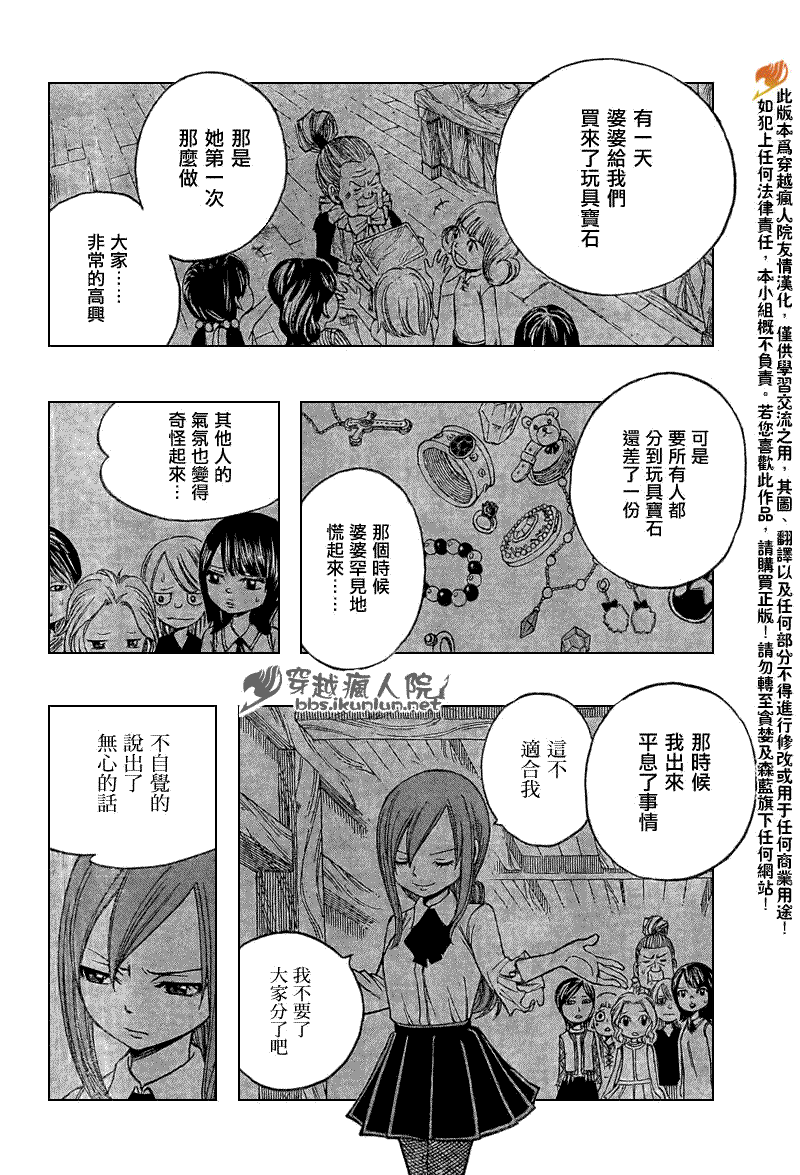 有一天
婆婆給我們
買來了玩具寶石
那是
她第一次
那麼做
大家……
非常的高興
可是
要所有人都
分到玩具寶石
還差了一份
那個時候
婆婆罕見地
慌起來……
其他人的
氣氛也變得
奇怪起來…
那時候
我出來
平息了事情
這不
適合我
我不要了
大家分了吧
不自覺的
說出了
無心的話
穿越瘋人院
bbs.ikunlun.net
此版本爲穿越瘋人院友情漢化，僅供學習交流之用，其圖、翻譯以及任何部分不得進行修改或用于任何商業用途！
如犯上任何法律責任，本小組概不負責。若您喜歡此作品，請購買正版！請勿轉至貪婪及森藍旗下任何網站！